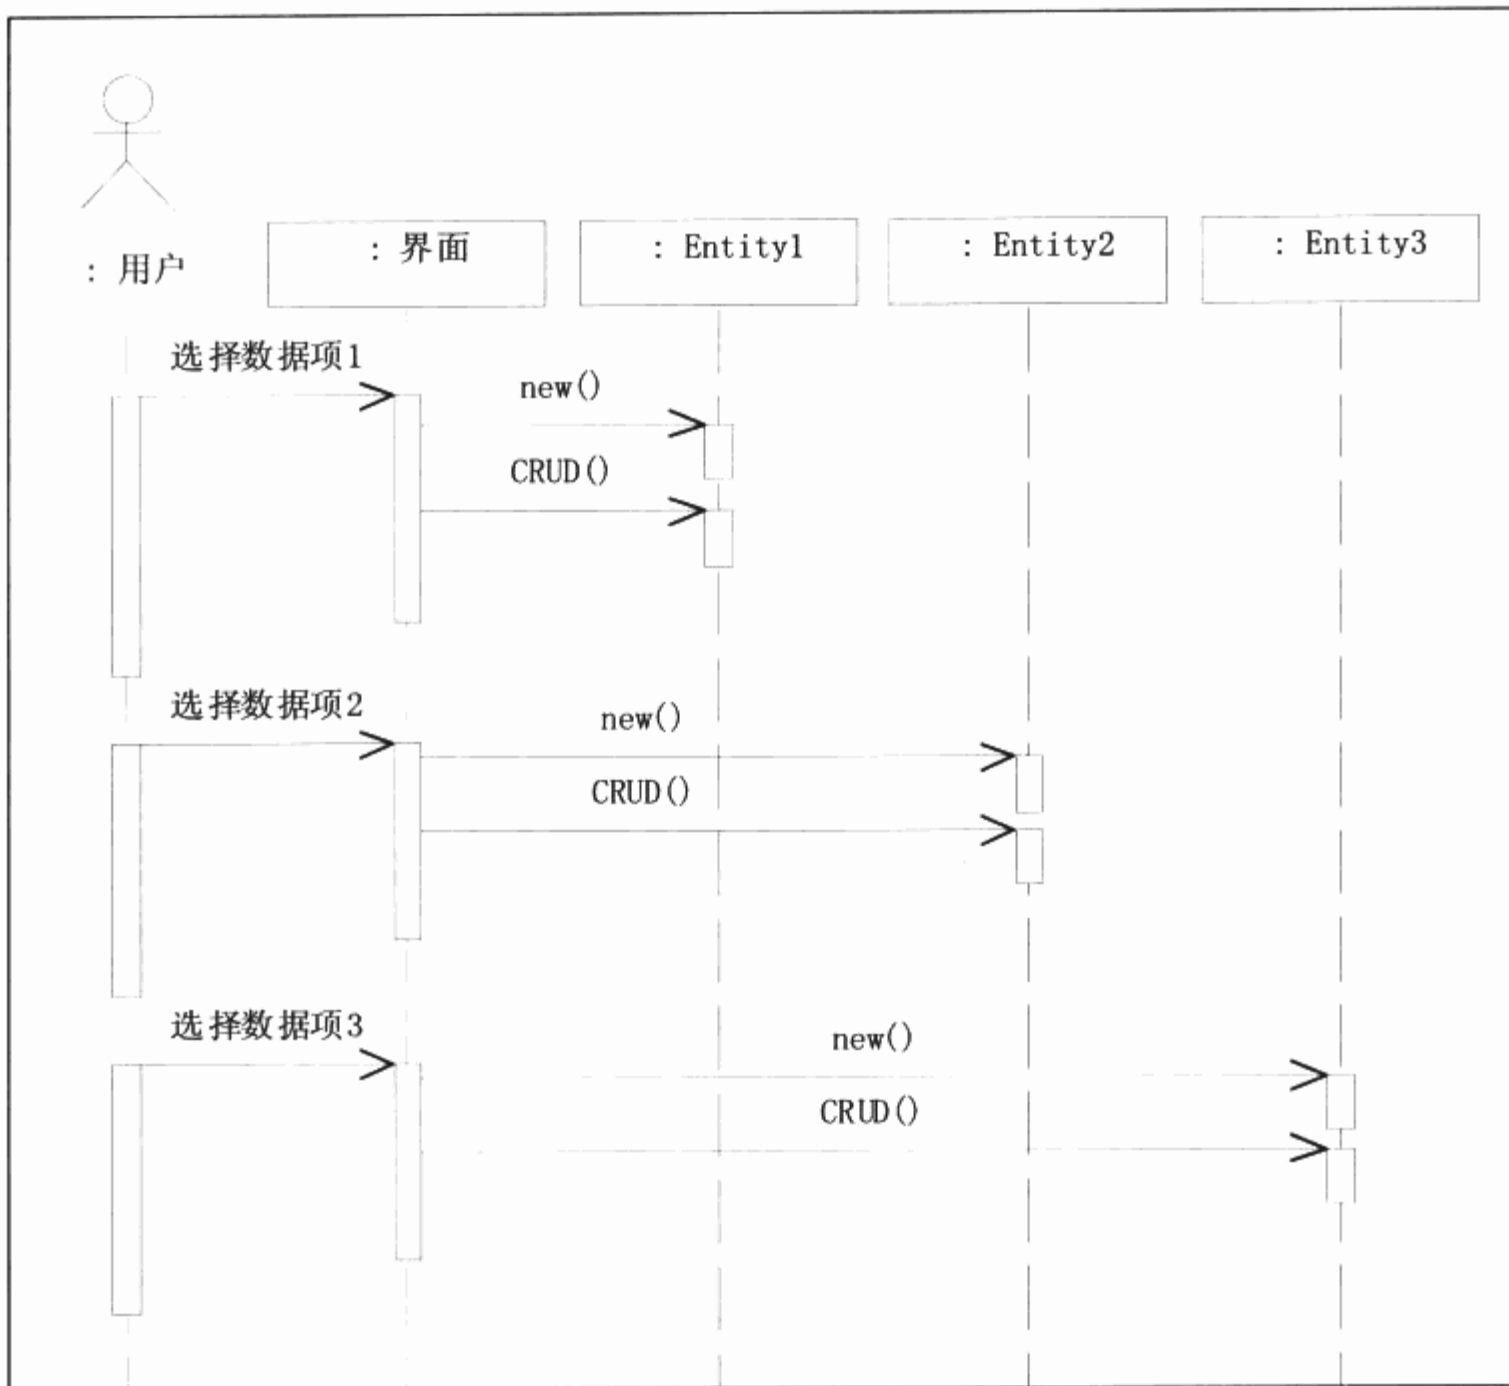 : 用户
: 界面
: Entity1
: Entity2
: Entity3
选择数据项1
new()
CRUD()
选择数据项2
new()
CRUD()
选择数据项3
new()
CRUD()